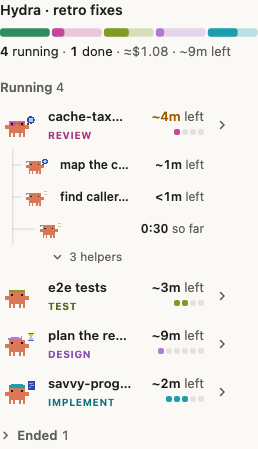 Hydra · retro fixes
4 running · 1 done · ≈$1.08 · ~9m left
Running 4
cache-tax... ~4m left
REVIEW
map the c... ~1m left
find caller... <1m left
0:30 so far
3 helpers
e2e tests ~3m left
TEST
plan the re... ~9m left
DESIGN
savvy-prog... ~2m left
IMPLEMENT
Ended 1